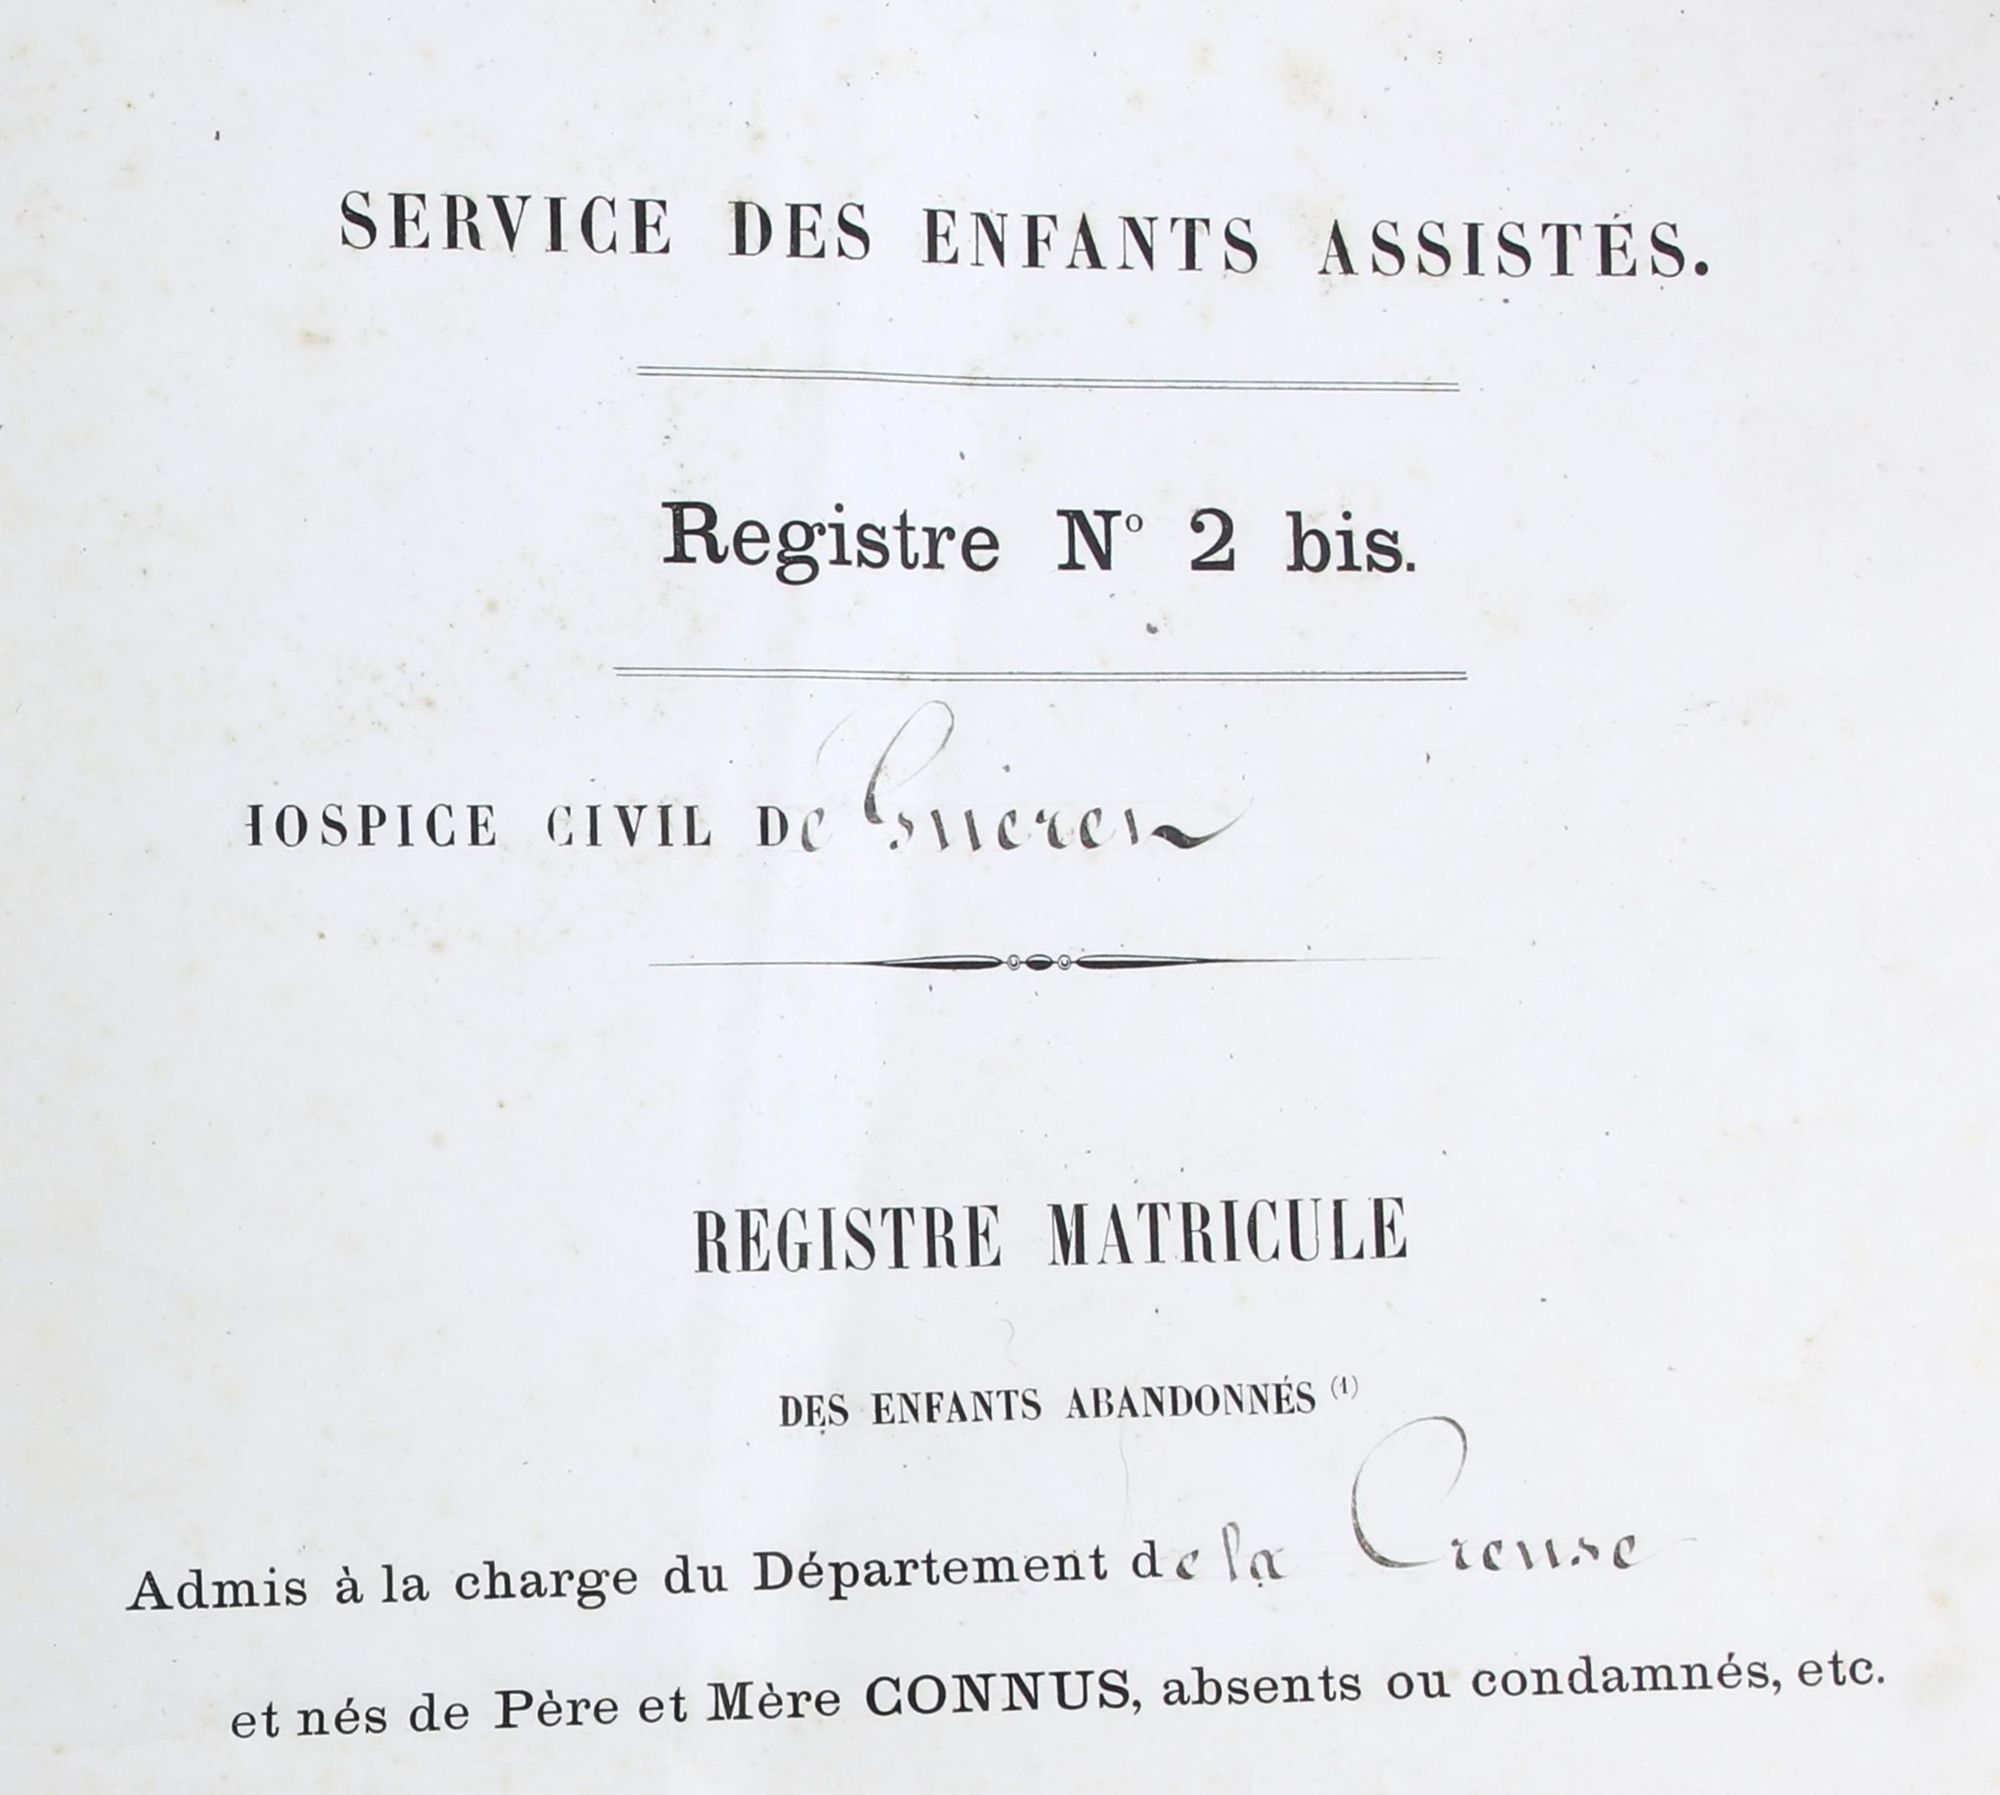 SERVICE DES ENFANTS ASSISTÉS.
Registre Nº 2 bis.
HOSPICE CIVIL De Guéret
REGISTRE MATRICULE
DES ENFANTS ABANDONNÉS (1)
Admis à la charge du Département de la Creuse
et nés de Père et Mère CONNUS, absents ou condamnés, etc.